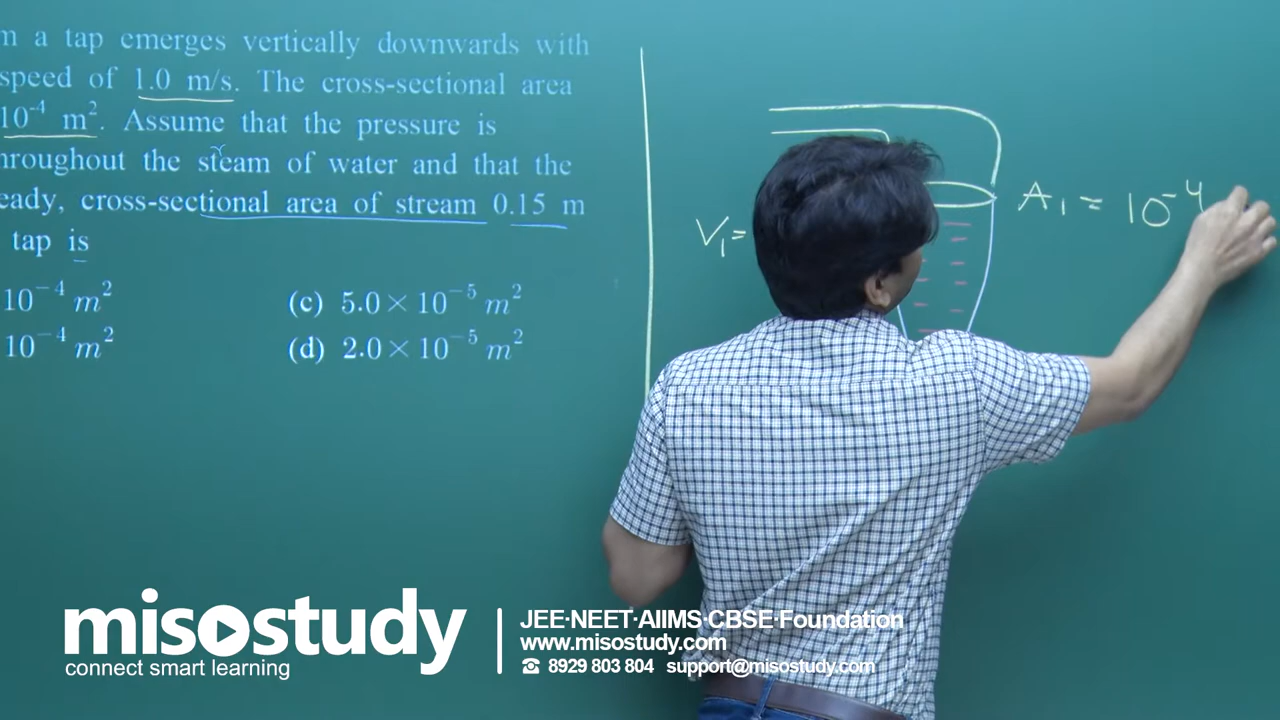 m a tap emerges vertically downwards with
speed of 1.0 m/s. The cross-sectional area
10⁻⁴ m². Assume that the pressure is
hroughout the steam of water and that the
eady, cross-sectional area of stream 0.15 m
tap is
10⁻⁴ m² (c) 5.0 × 10⁻⁵ m²
10⁻⁴ m² (d) 2.0 × 10⁻⁵ m²
V₁=
A₁ = 10⁻⁴
misostudy
connect smart learning
JEE·NEET·AIIMS·CBSE·Foundation
www.misostudy.com
☎ 8929 803 804 support@misostudy.com